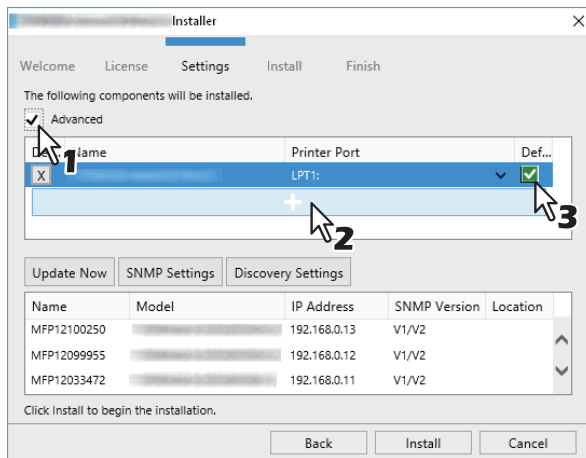 Installer
Welcome License Settings Install Finish
The following components will be installed.
Advanced
1
Name Printer Port Def...
X LPT1:
2
3
Update Now SNMP Settings Discovery Settings
Name Model IP Address SNMP Version Location
MFP12100250 192.168.0.13 V1/V2
MFP12099955 192.168.0.12 V1/V2
MFP12033472 192.168.0.11 V1/V2
Click Install to begin the installation.
Back Install Cancel